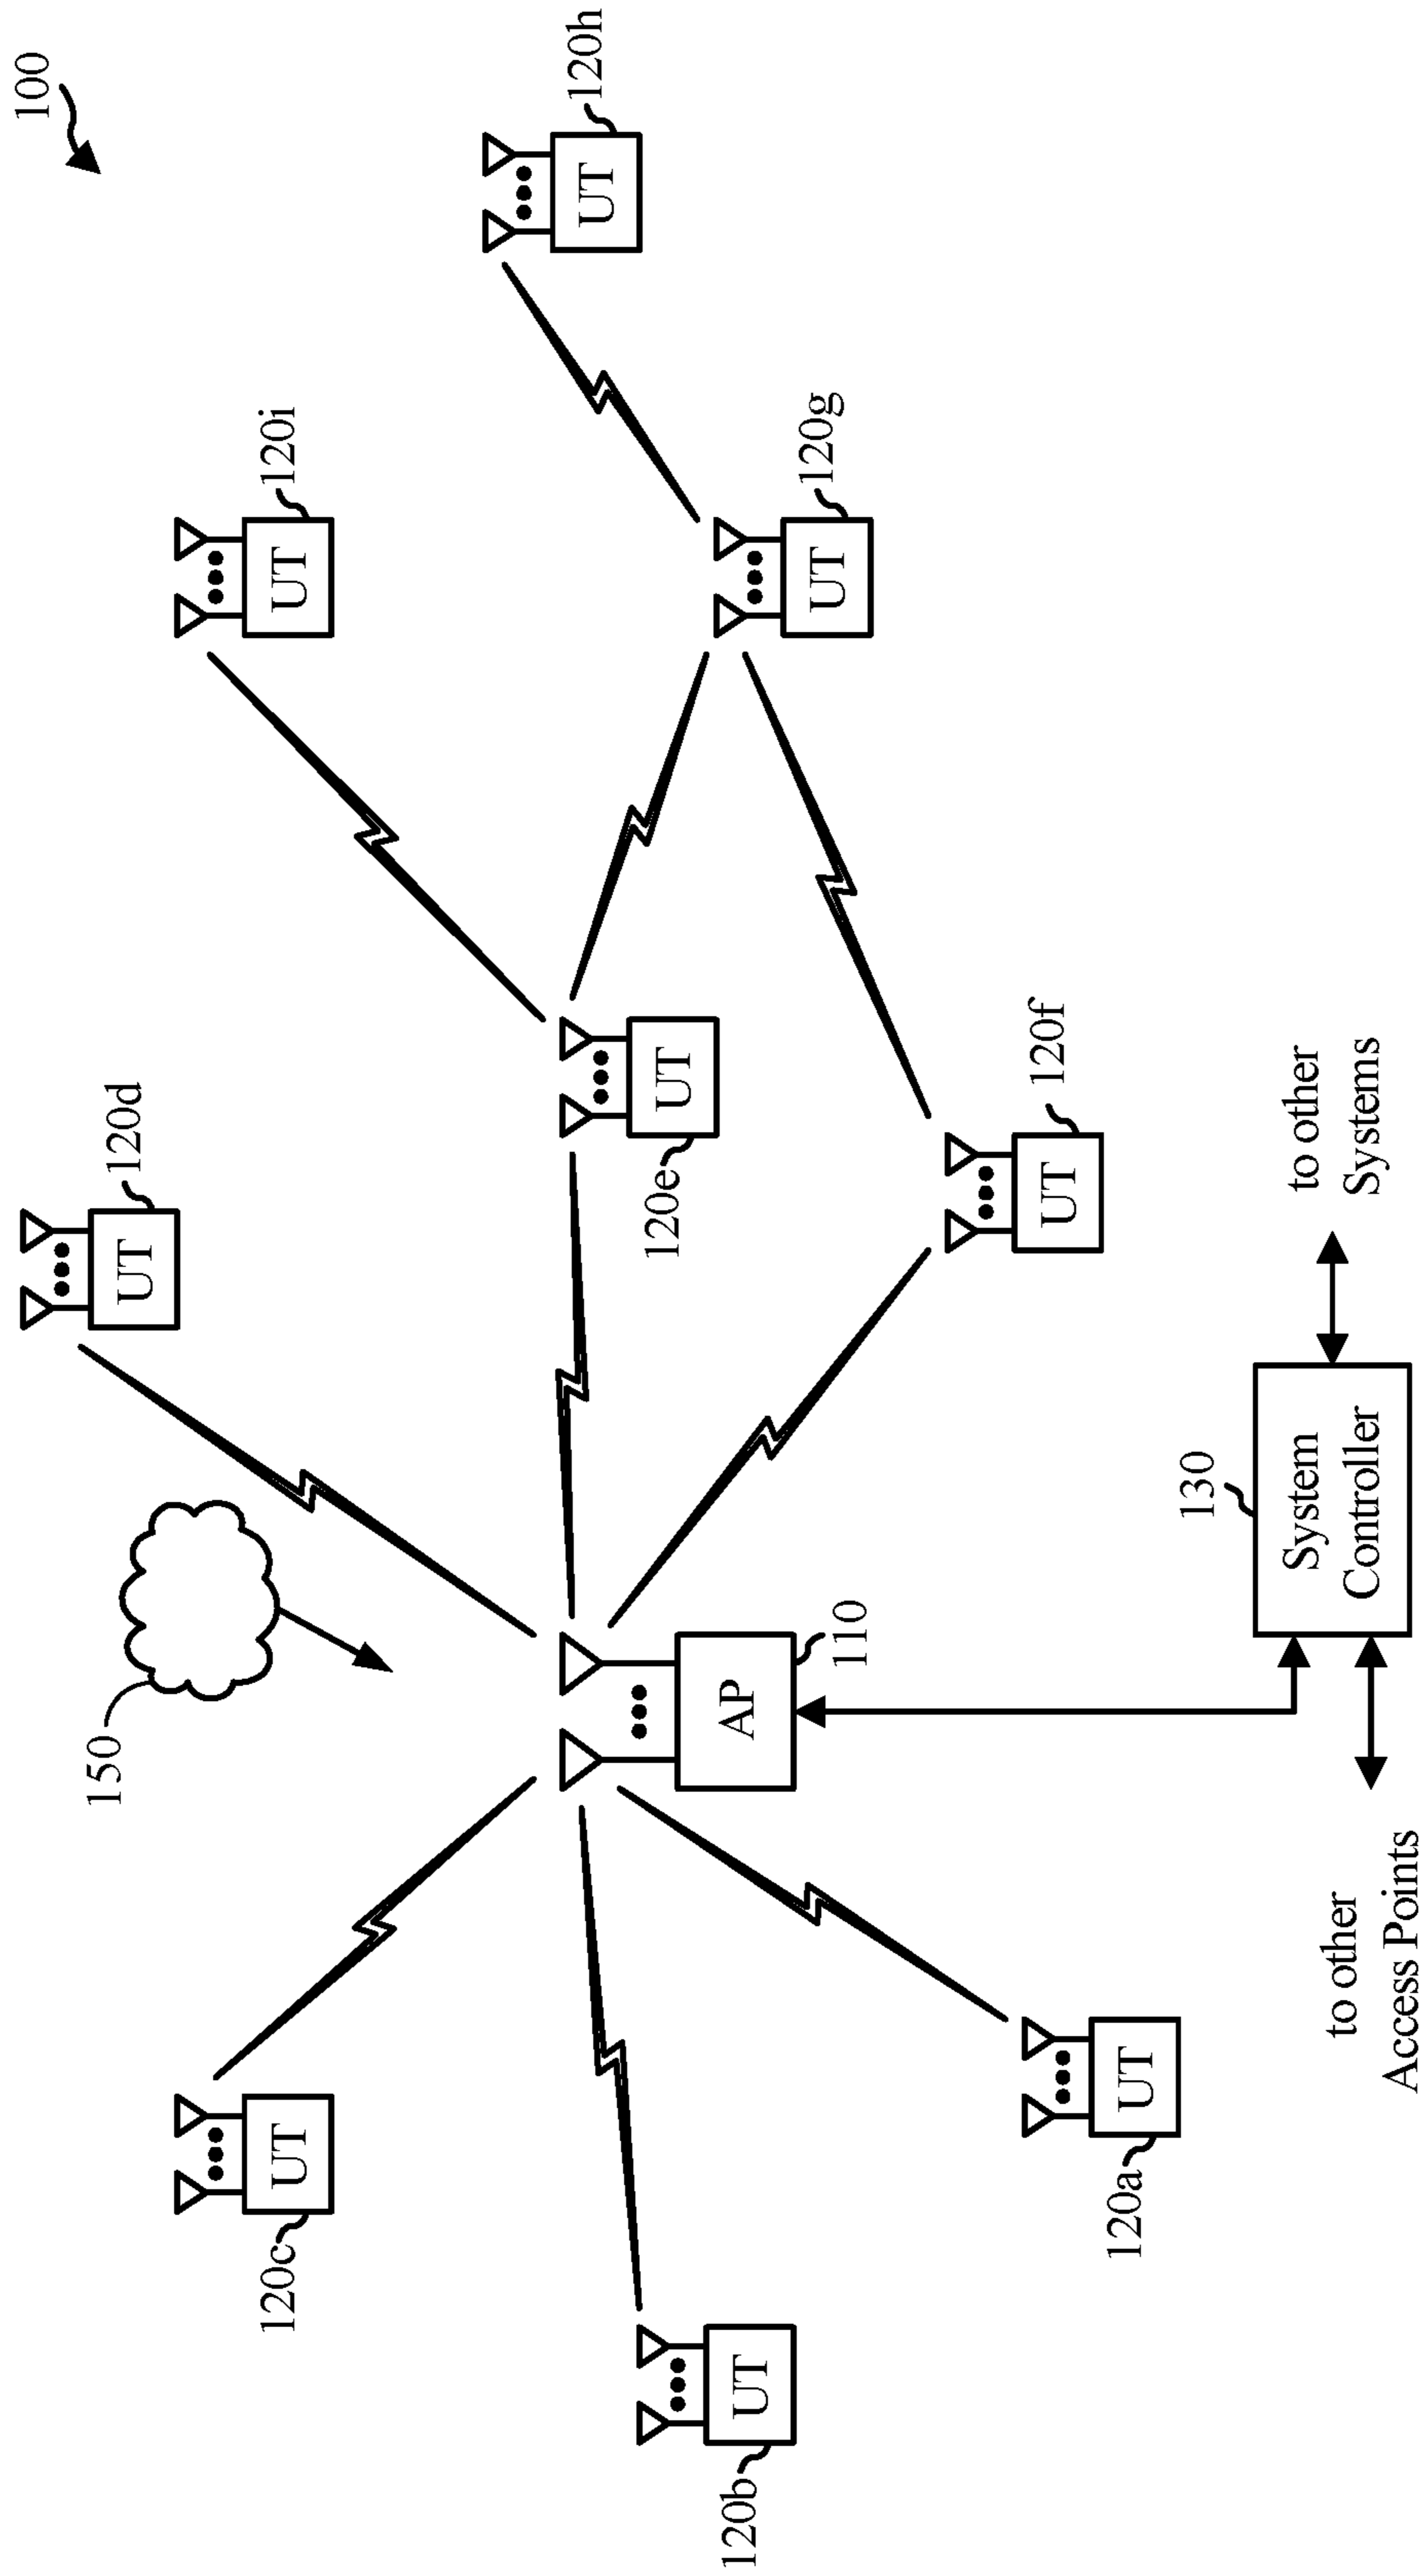 100
150
120d
UT
120i
UT
120c
UT
120h
UT
120e
UT
120g
UT
AP
110
120b
UT
120f
UT
120a
UT
130
System
Controller
to other
Access Points
to other
Systems